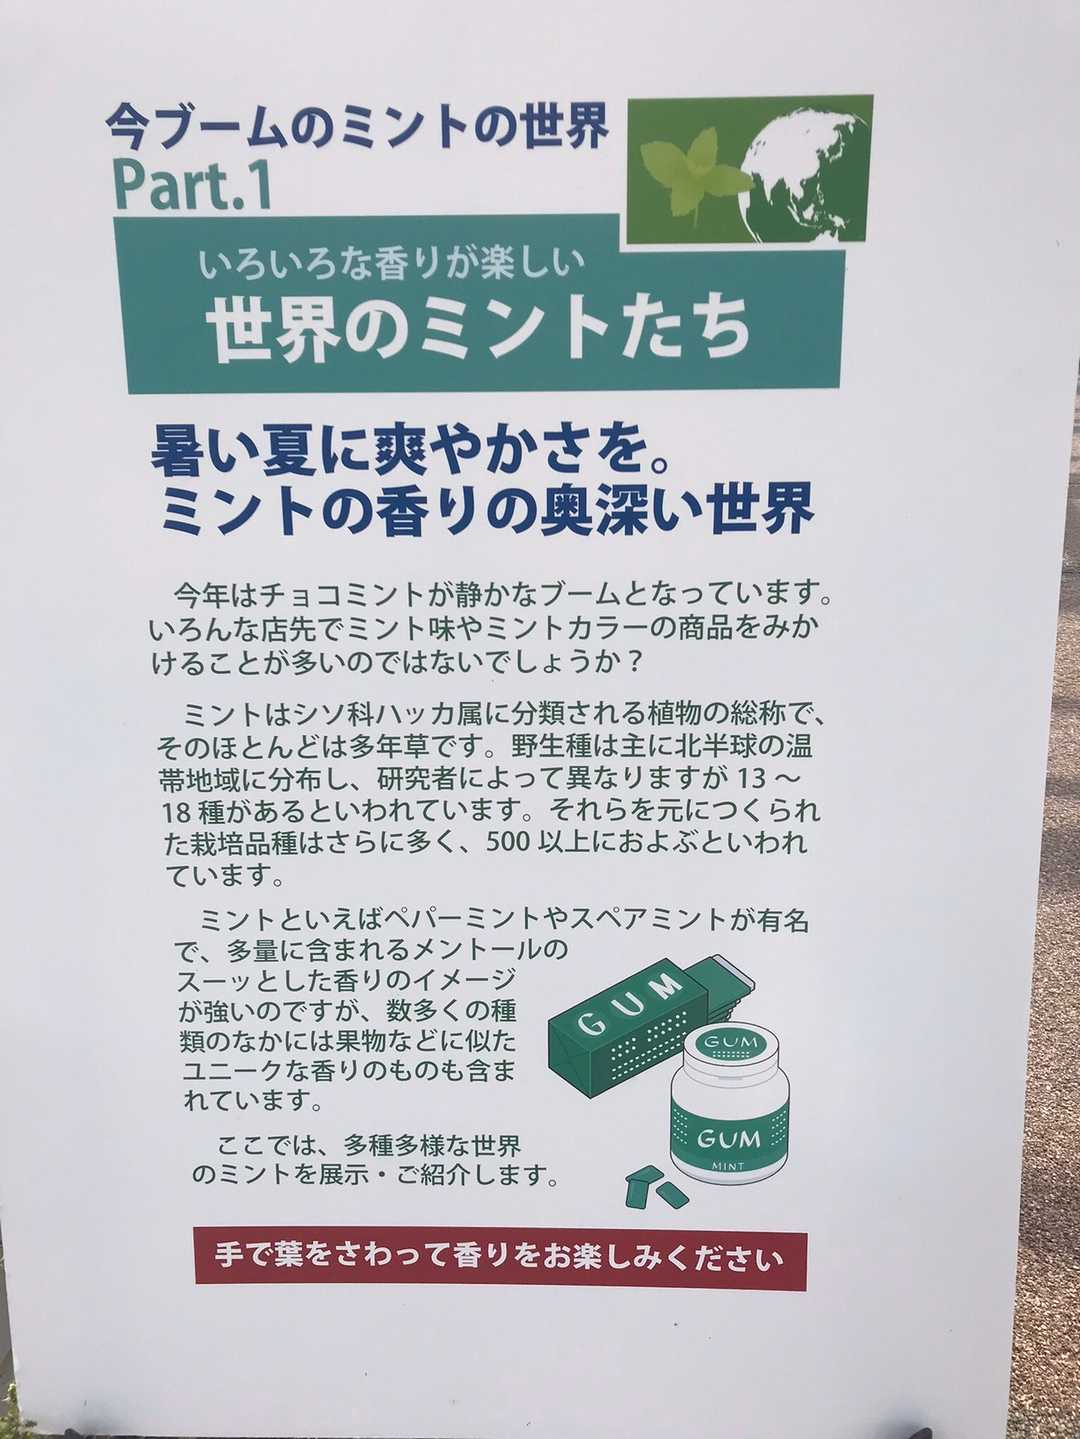 今ブームのミントの世界
Part.1
いろいろな香りが楽しい
世界のミントたち
暑い夏に爽やかさを。
ミントの香りの奥深い世界
今年はチョコミントが静かなブームとなっています。
いろんな店先でミント味やミントカラーの商品をみか
けることが多いのではないでしょうか？
ミントはシソ科ハッカ属に分類される植物の総称で、
そのほとんどは多年草です。野生種は主に北半球の温
帯地域に分布し、研究者によって異なりますが 13 ～
18 種があるといわれています。それらを元につくられ
た栽培品種はさらに多く、500 以上におよぶといわれ
ています。
ミントといえばペパーミントやスペアミントが有名
で、多量に含まれるメントールの
スーッとした香りのイメージ
が強いのですが、数多くの種
類のなかには果物などに似た
ユニークな香りのものも含ま
れています。
GUM
GUM
GUM
MINT
ここでは、多種多様な世界
のミントを展示・ご紹介します。
手で葉をさわって香りをお楽しみください